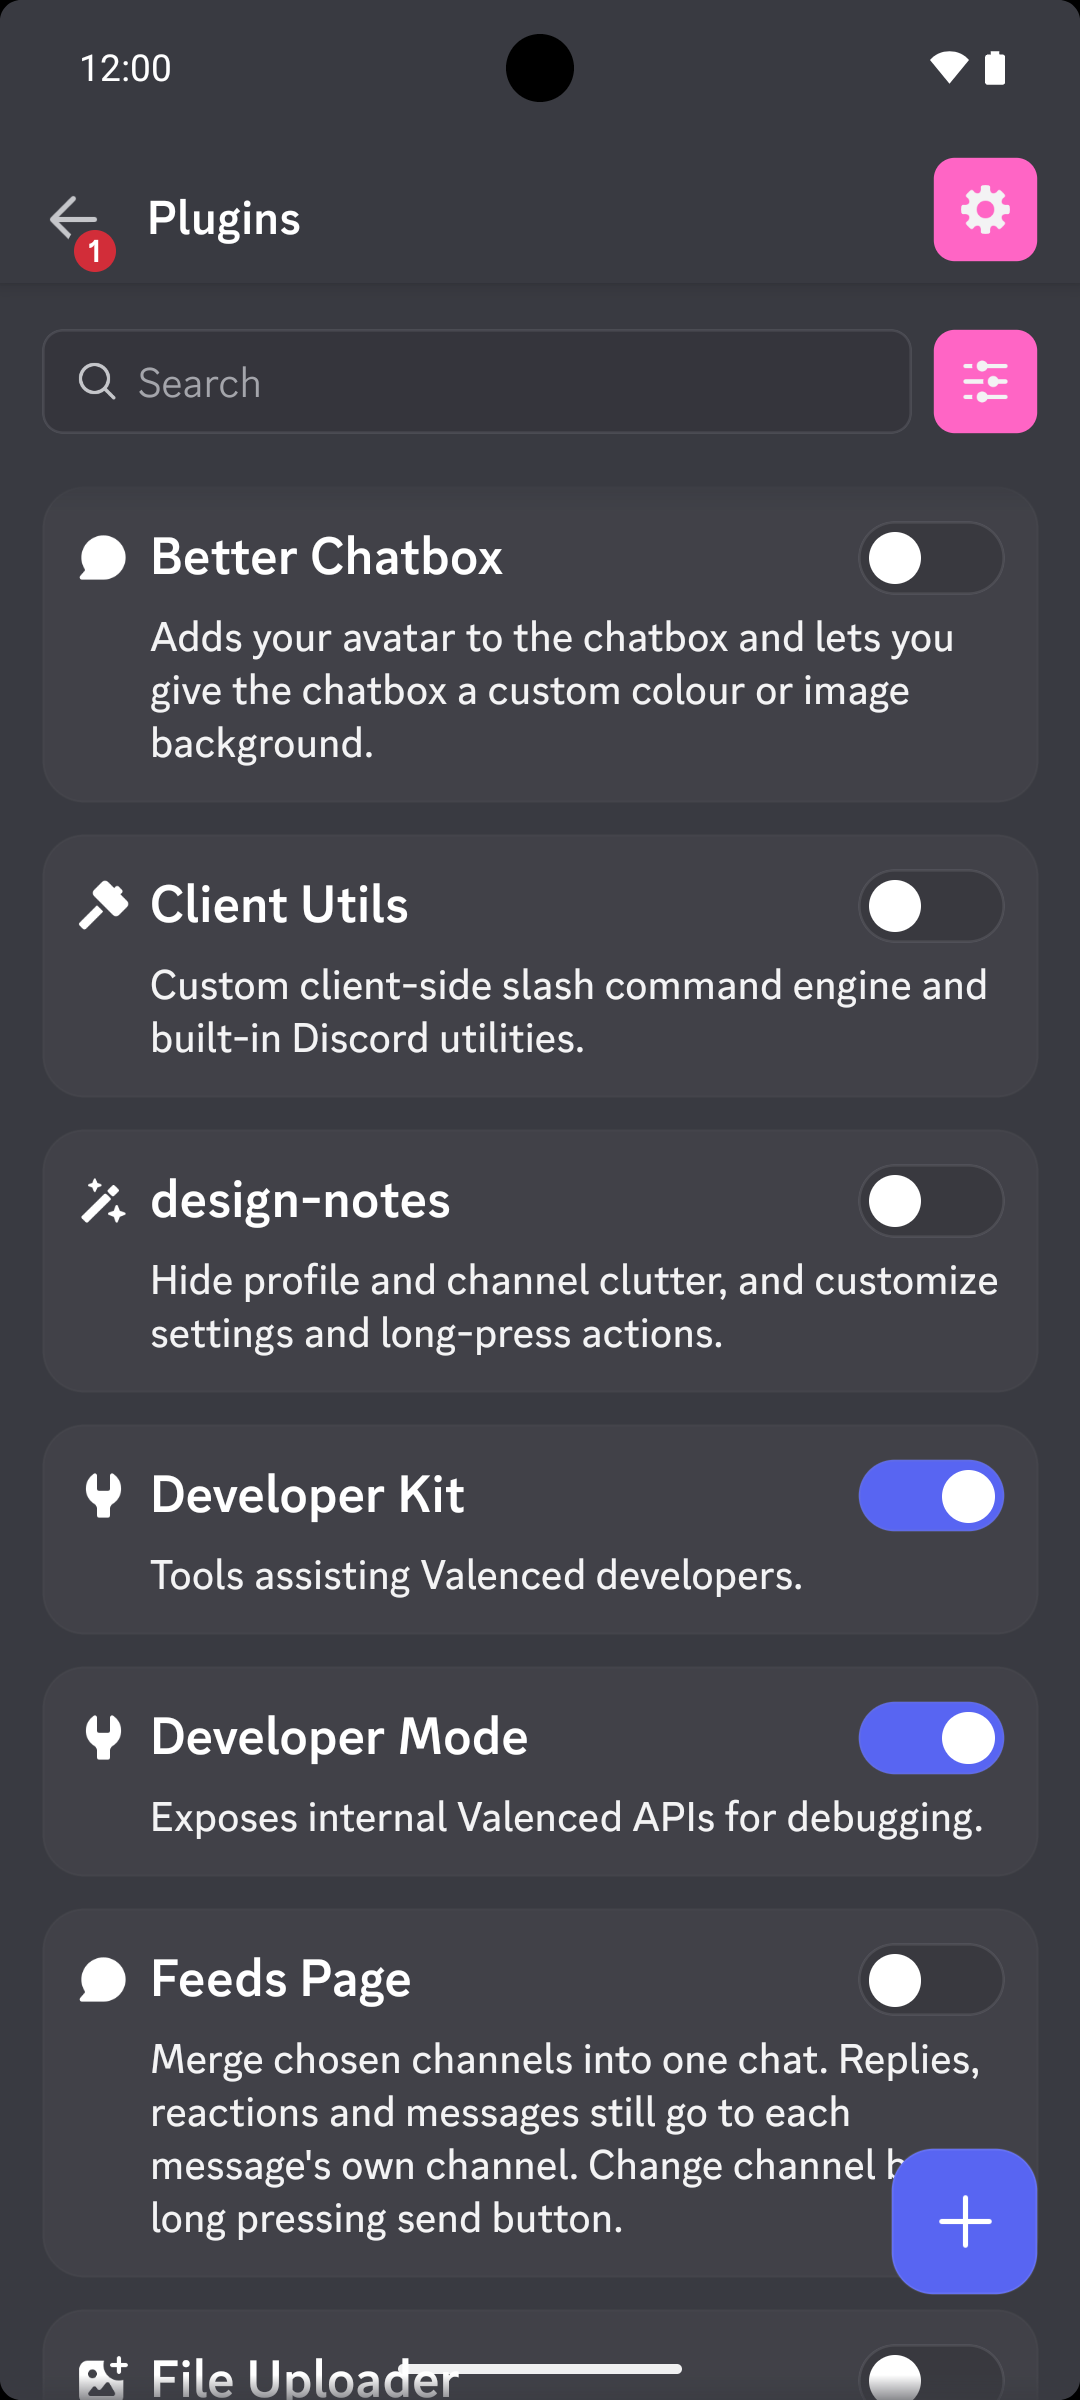 12:00
Plugins
1
Search
Better Chatbox
Adds your avatar to the chatbox and lets you
give the chatbox a custom colour or image
background.
Client Utils
Custom client-side slash command engine and
built-in Discord utilities.
design-notes
Hide profile and channel clutter, and customize
settings and long-press actions.
Developer Kit
Tools assisting Valenced developers.
Developer Mode
Exposes internal Valenced APIs for debugging.
Feeds Page
Merge chosen channels into one chat. Replies,
reactions and messages still go to each
message's own channel. Change channel
long pressing send button.
File Uploader